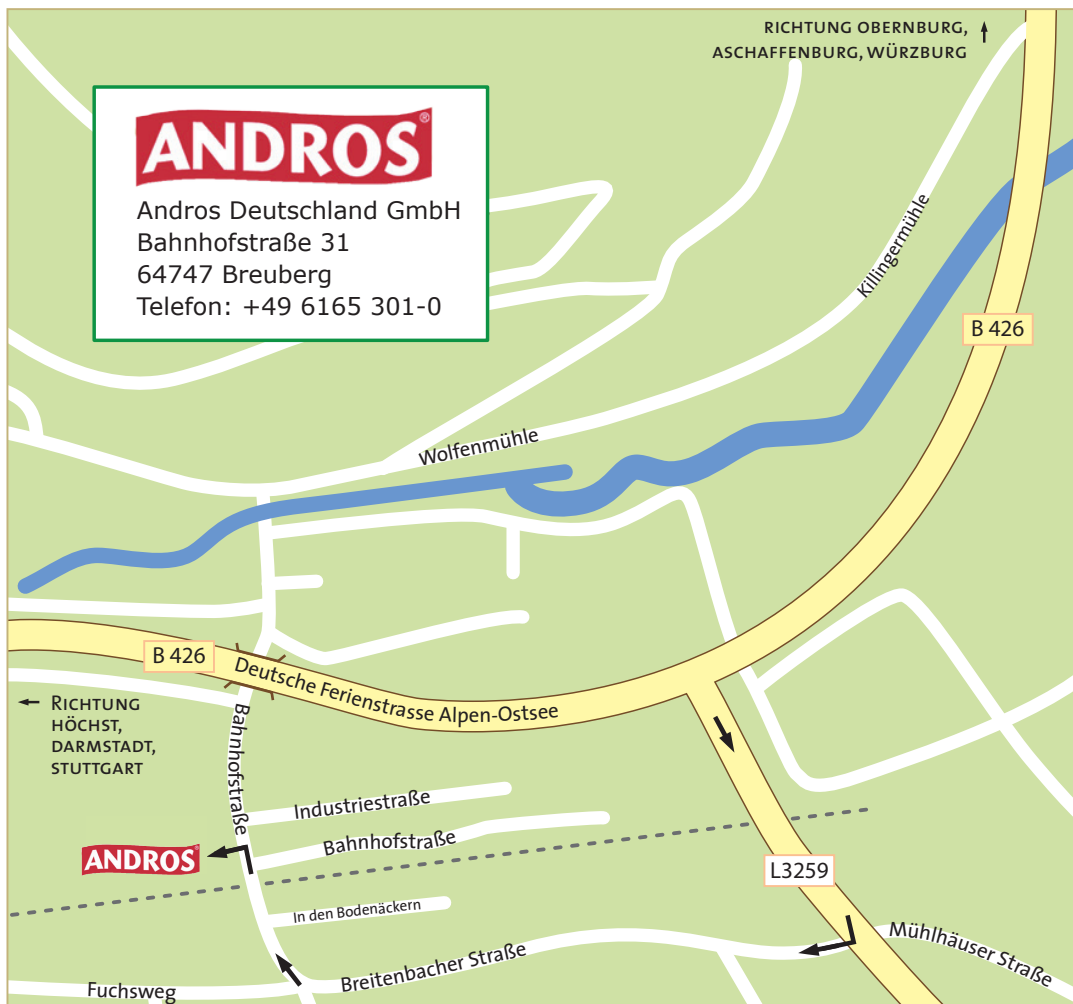 RICHTUNG OBERNBURG,
ASCHAFFENBURG, WÜRZBURG
ANDROS®
Andros Deutschland GmbH
Bahnhofstraße 31
64747 Breuberg
Telefon: +49 6165 301-0
Killingermühle
B 426
Wolfenmühle
B 426
Deutsche Ferienstrasse Alpen-Ostsee
RICHTUNG
HÖCHST,
DARMSTADT,
STUTTGART
Bahnhofstraße
Industriestraße
Bahnhofstraße
ANDROS
L3259
In den Bodenäckern
Mühlhäuser Straße
Breitenbacher Straße
Fuchsweg